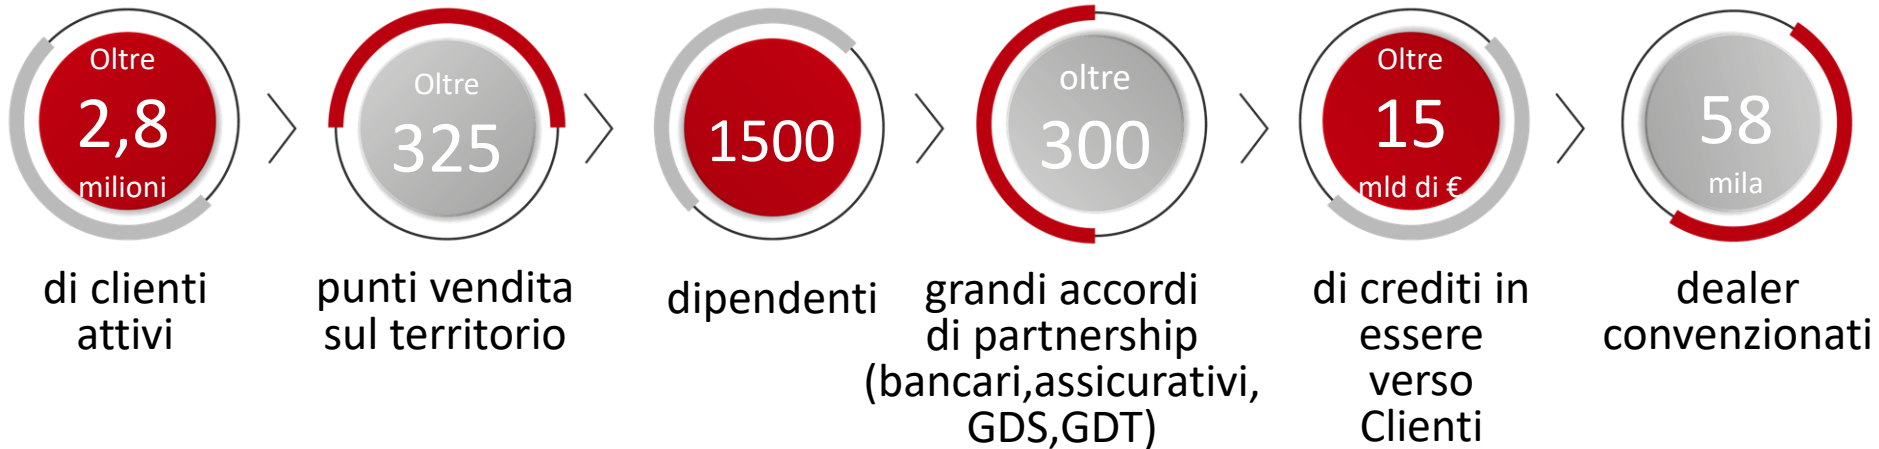 Oltre
2,8
milioni
di clienti
attivi
Oltre
325
punti vendita
sul territorio
1500
dipendenti
oltre
300
grandi accordi
di partnership
(bancari,assicurativi,
GDS,GDT)
Oltre
15
mld di €
di crediti in
essere
verso
Clienti
58
mila
dealer
convenzionati